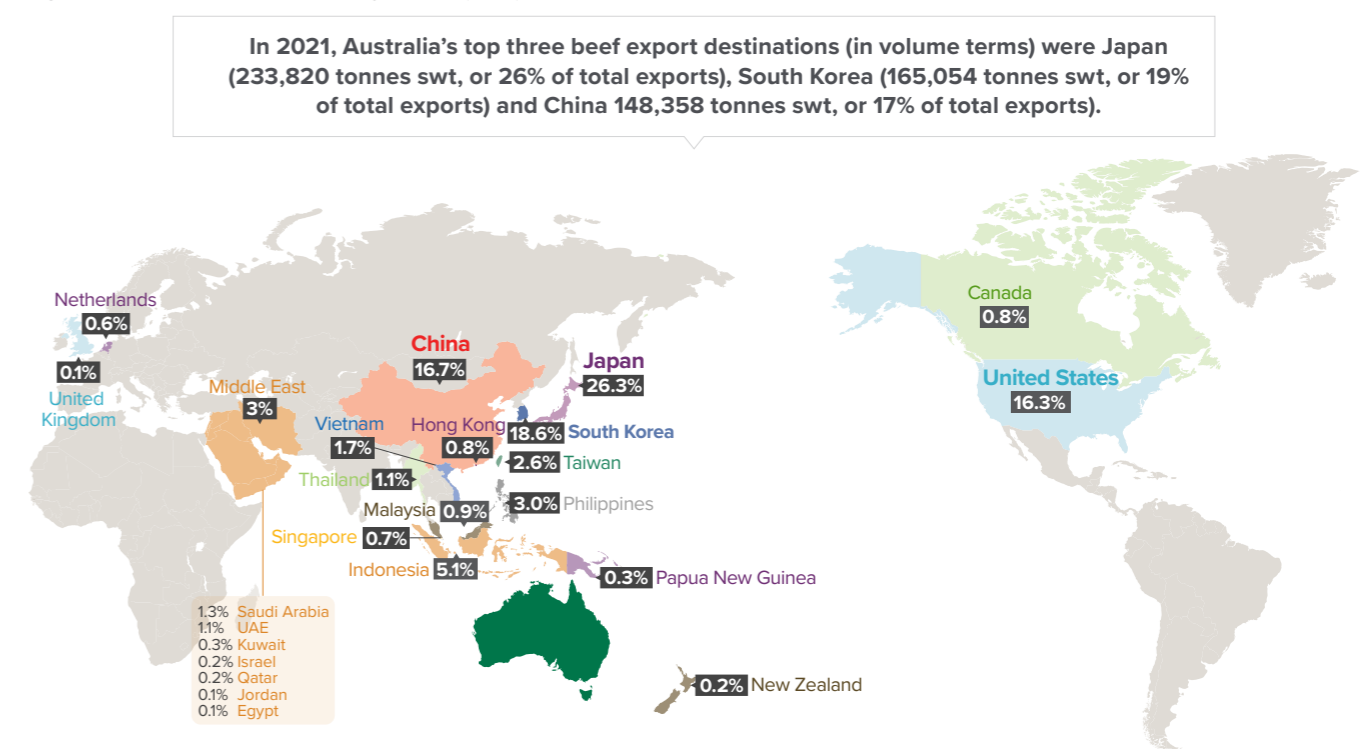 In 2021, Australia’s top three beef export destinations (in volume terms) were Japan
(233,820 tonnes swt, or 26% of total exports), South Korea (165,054 tonnes swt, or 19%
of total exports) and China 148,358 tonnes swt, or 17% of total exports).
Netherlands
0.6%
0.1%
United
Kingdom
Middle East
3%
China
16.7%
Japan
26.3%
Vietnam
1.7%
Hong Kong
0.8%
18.6% South Korea
2.6% Taiwan
Thailand 1.1%
3.0% Philippines
Malaysia 0.9%
Singapore 0.7%
Indonesia 5.1%
0.3% Papua New Guinea
1.3% Saudi Arabia
1.1% UAE
0.3% Kuwait
0.2% Israel
0.2% Qatar
0.1% Jordan
0.1% Egypt
0.2% New Zealand
Canada
0.8%
United States
16.3%